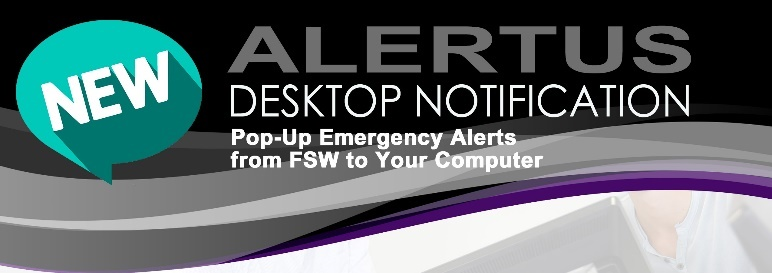 NEW
ALERTUS
DESKTOP NOTIFICATION
Pop-Up Emergency Alerts
from FSW to Your Computer